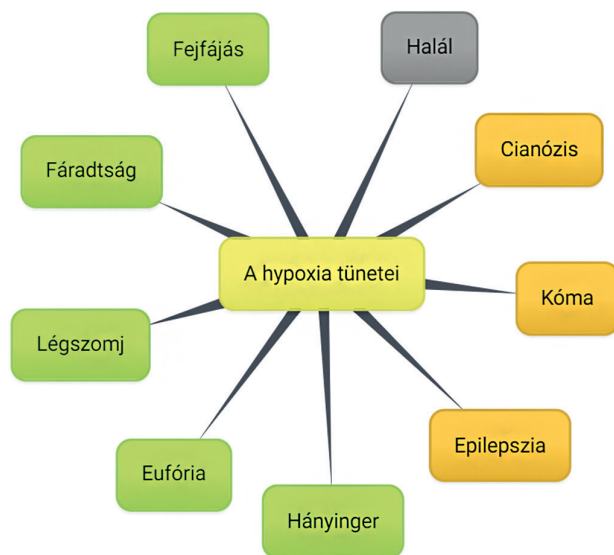 Fejfájás
Halál
Cianózis
Fáradtság
A hypoxia tünetei
Kóma
Légszomj
Epilepszia
Eufória
Hányinger